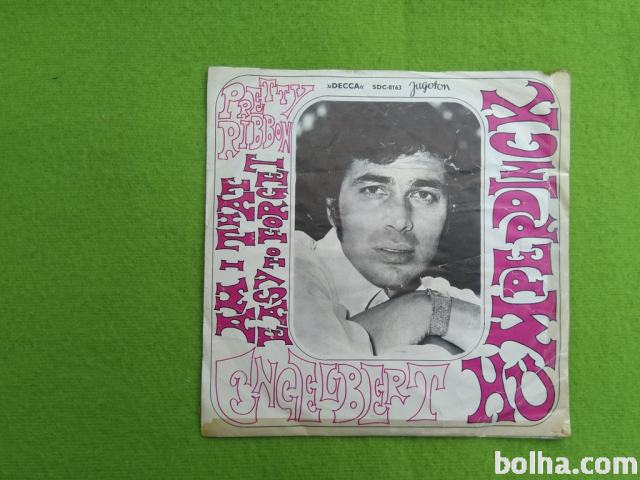 »DECCA« SDC-8163 Jugoton
PRETTY
RIBBON
AM I THAT
EASY TO FORGET
ENGELBERT
HUMPERDINCK
bolha.com